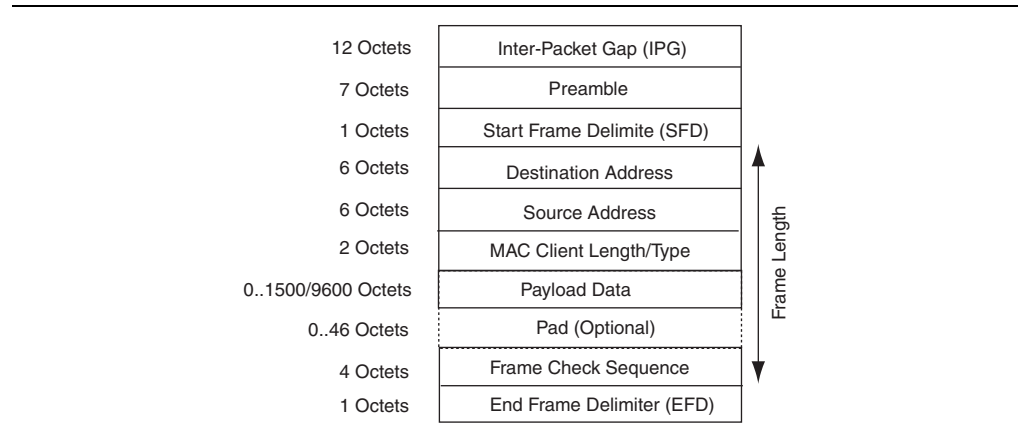 12 Octets Inter-Packet Gap (IPG)
7 Octets Preamble
1 Octets Start Frame Delimite (SFD)
6 Octets Destination Address
6 Octets Source Address
2 Octets MAC Client Length/Type
0..1500/9600 Octets Payload Data
0..46 Octets Pad (Optional)
4 Octets Frame Check Sequence
1 Octets End Frame Delimiter (EFD)
Frame Length